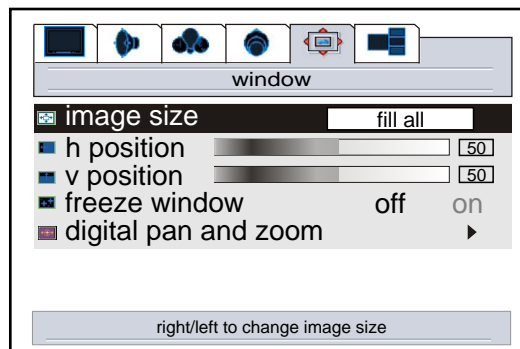 window
image size fill all
h position 50
v position 50
freeze window off on
digital pan and zoom
right/left to change image size